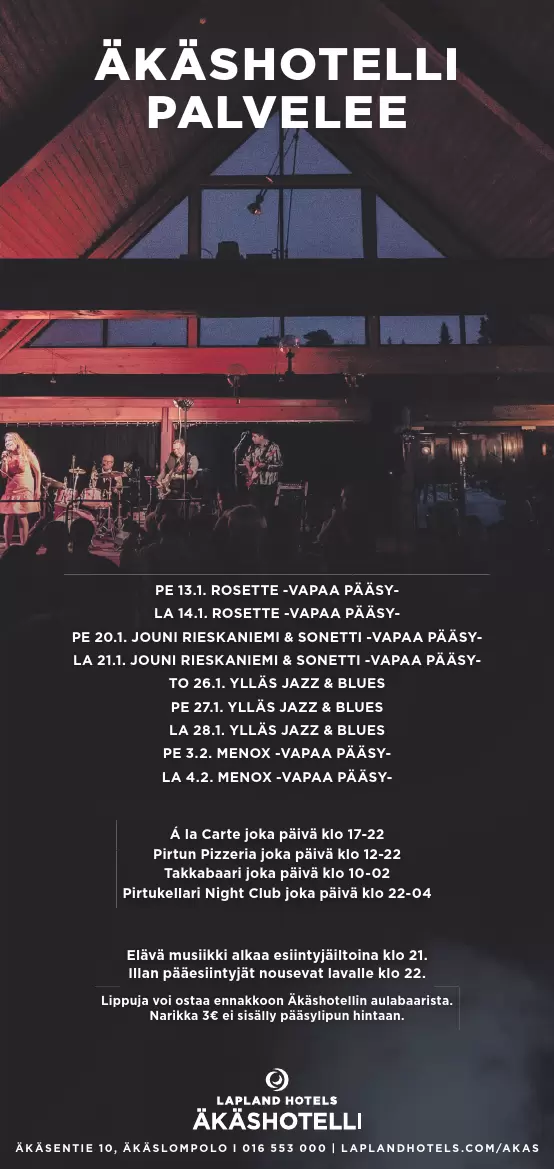 ÄKÄSHOTELLI
PALVELEE
PE 13.1. ROSETTE -VAPAA PÄÄSY-
LA 14.1. ROSETTE -VAPAA PÄÄSY-
PE 20.1. JOUNI RIESKANIEMI & SONETTI -VAPAA PÄÄSY-
LA 21.1. JOUNI RIESKANIEMI & SONETTI -VAPAA PÄÄSY-
TO 26.1. YLLÄS JAZZ & BLUES
PE 27.1. YLLÄS JAZZ & BLUES
LA 28.1. YLLÄS JAZZ & BLUES
PE 3.2. MENOX -VAPAA PÄÄSY-
LA 4.2. MENOX -VAPAA PÄÄSY-
Á la Carte joka päivä klo 17-22
Pirtun Pizzeria joka päivä klo 12-22
Takkabaari joka päivä klo 10-02
Pirtukellari Night Club joka päivä klo 22-04
Elävä musiikki alkaa esiintyjäiltoina klo 21.
Illan pääesiintyjät nousevat lavalle klo 22.
Lippuja voi ostaa ennakkoon Äkäshotellin aulabaarista.
Narikka 3€ ei sisälly pääsylipun hintaan.
LAPLAND HOTELS
ÄKÄSHOTELLI
ÄKÄSENTIE 10, ÄKÄSLOMPOLO I 016 553 000 | LAPLANDHOTELS.COM/AKAS